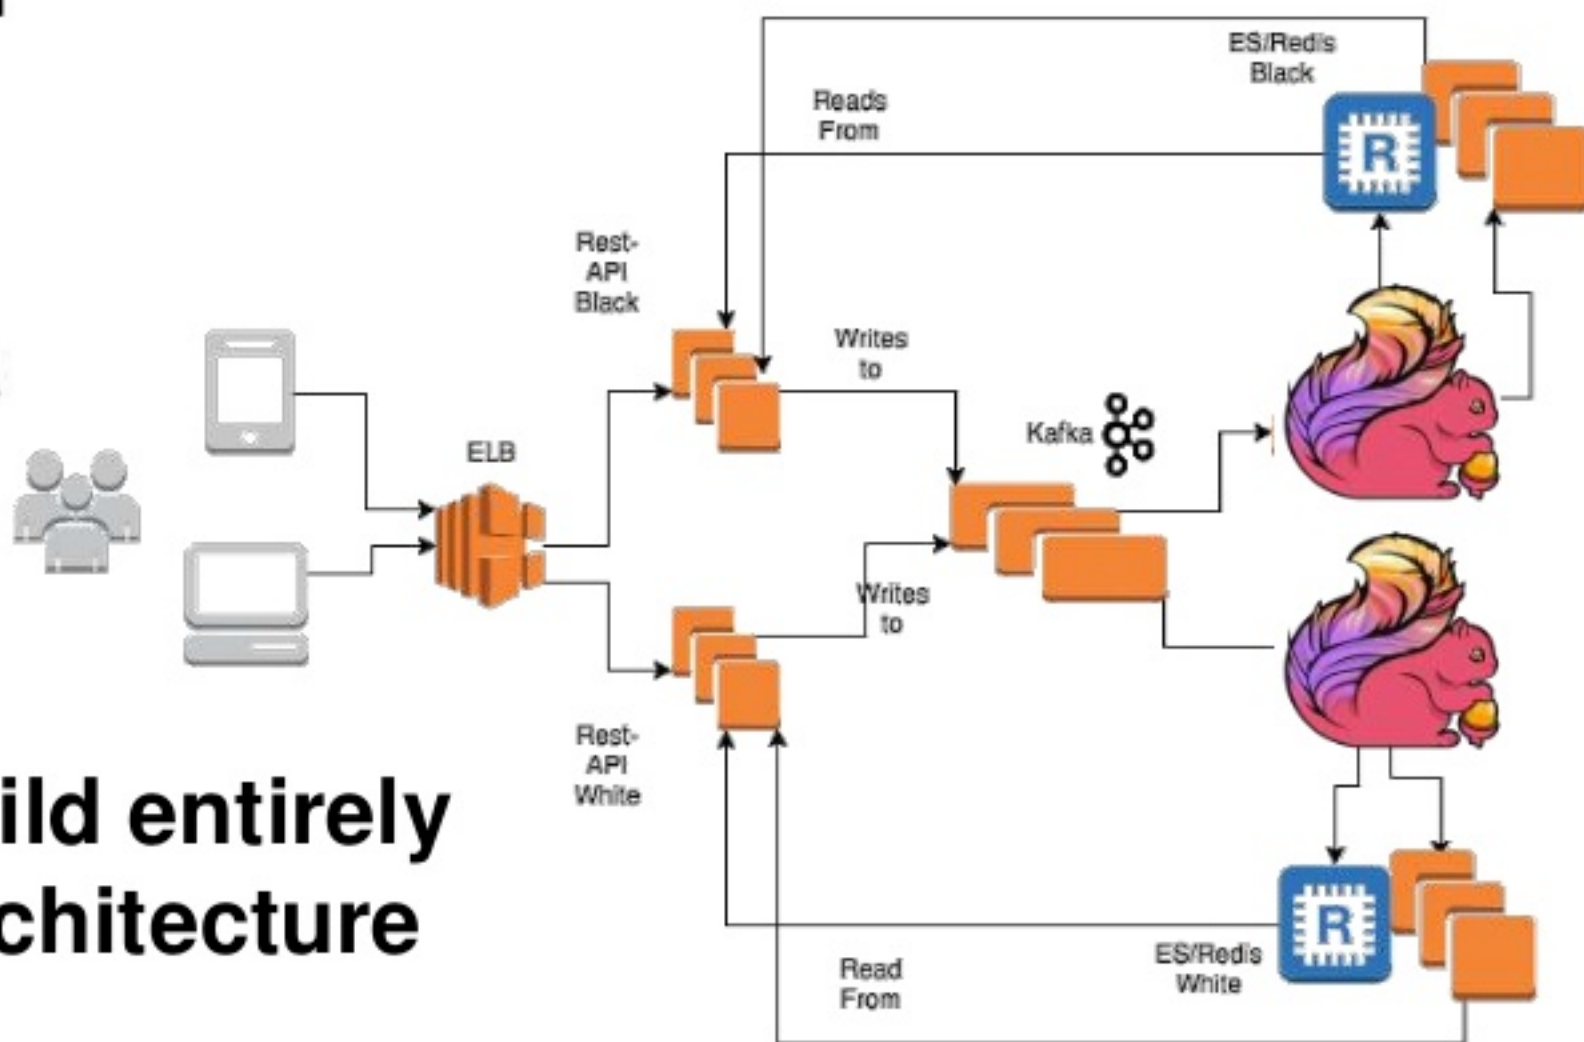 ES/Redis
Black
Reads
From
Rest-
API
Black
Writes
to
Kafka
ELB
Writes
to
Rest-
API
White
ild entirely
chitecture
ES/Redis
White
Read
From
R
R